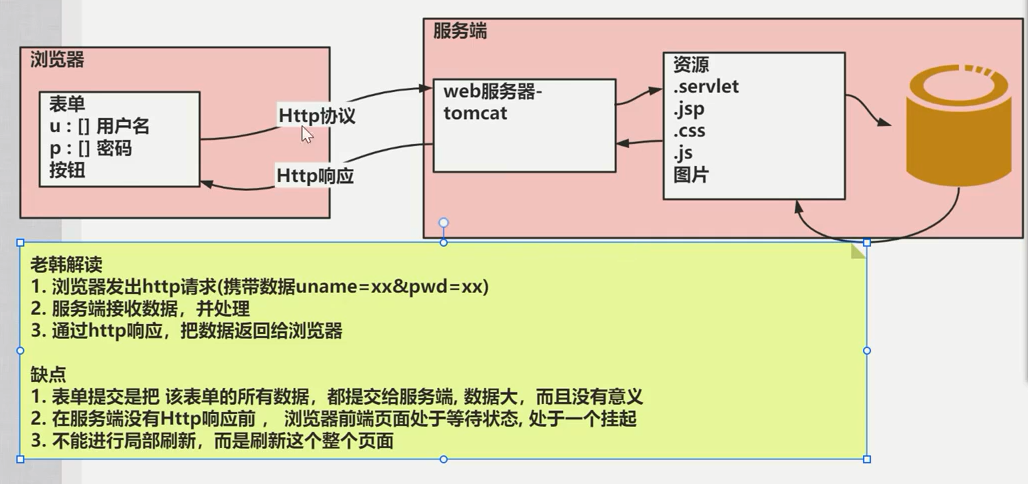 浏览器
表单
u : [] 用户名
p : [] 密码
按钮
Http协议
Http响应
服务端
web服务器-
tomcat
资源
.servlet
.jsp
.css
.js
图片
老韩解读
1. 浏览器发出http请求(携带数据uname=xx&pwd=xx)
2. 服务端接收数据，并处理
3. 通过http响应，把数据返回给浏览器
缺点
1. 表单提交是把 该表单的所有数据，都提交给服务端, 数据大，而且没有意义
2. 在服务端没有Http响应前 ， 浏览器前端页面处于等待状态, 处于一个挂起
3. 不能进行局部刷新，而是刷新这个整个页面